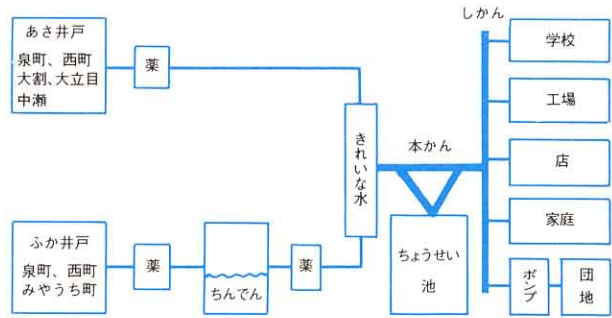 しかん
あさ井戸
泉町、西町
大割、大立目
中瀬
薬
学校
工場
きれいな水
本かん
店
ふか井戸
泉町、西町
みやうち町
薬
ちんでん
薬
ちょうせい
池
家庭
ポンプ
団地